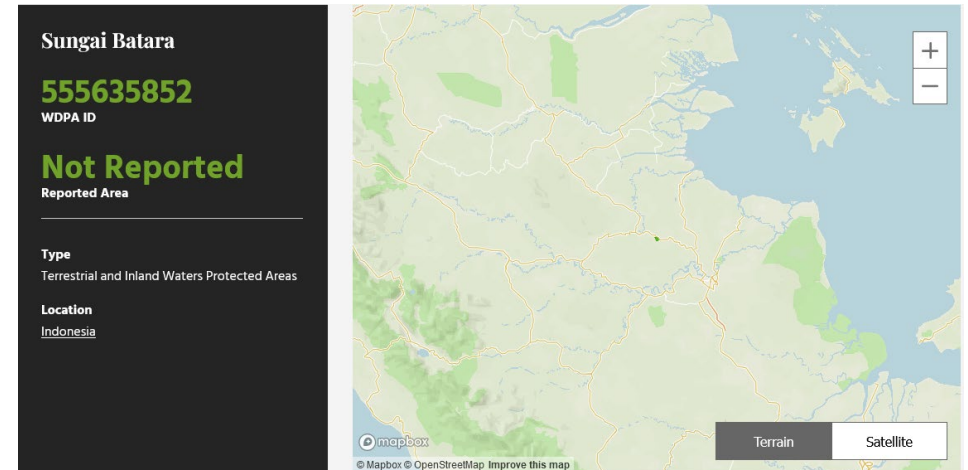 Sungai Batara
555635852
WDPA ID
Not Reported
Reported Area
Type
Terrestrial and Inland Waters Protected Areas
Location
Indonesia
+
−
mapbox
Terrain
Satellite
© Mapbox © OpenStreetMap Improve this map